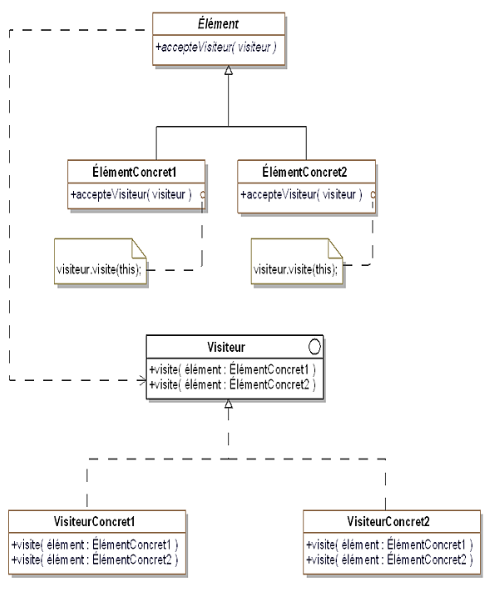 Élément
+accepteVisiteur( visiteur )
ÉlémentConcret1
+accepteVisiteur( visiteur )
ÉlémentConcret2
+accepteVisiteur( visiteur )
visiteur.visite(this);
visiteur.visite(this);
Visiteur
+visite( élément : ÉlémentConcret1 )
+visite( élément : ÉlémentConcret2 )
VisiteurConcret1
+visite( élément : ÉlémentConcret1 )
+visite( élément : ÉlémentConcret2 )
VisiteurConcret2
+visite( élément : ÉlémentConcret1 )
+visite( élément : ÉlémentConcret2 )